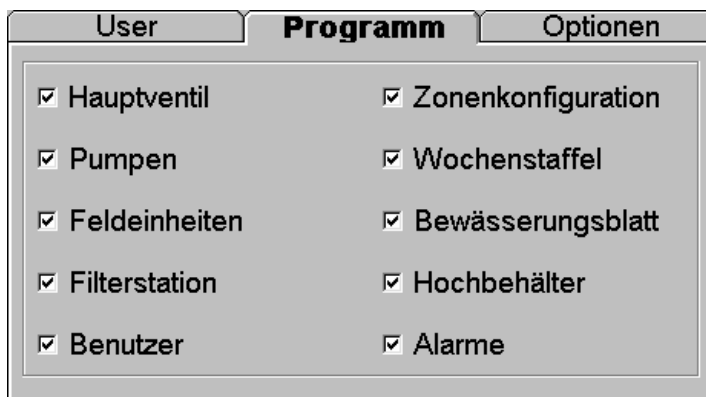 User Programm Optionen
Hauptventil Zonenkonfiguration
Pumpen Wochenstaffel
Feldeinheiten Bewässerungsblatt
Filterstation Hochbehälter
Benutzer Alarme